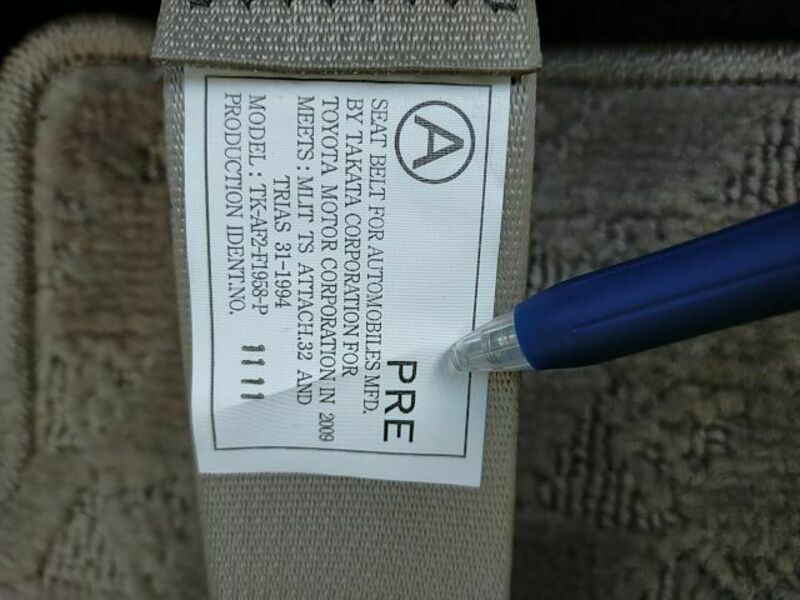 A
SEAT BELT FOR AUTOMOBILES MFD.
BY TAKATA CORPORATION FOR
TOYOTA MOTOR CORPORATION IN 2009
MEETS : MLIT TS ATTACH.32 AND
TRIAS 31-1994
MODEL : TK-AF2-F1958-P
PRODUCTION IDENT.NO. 1111
PRE